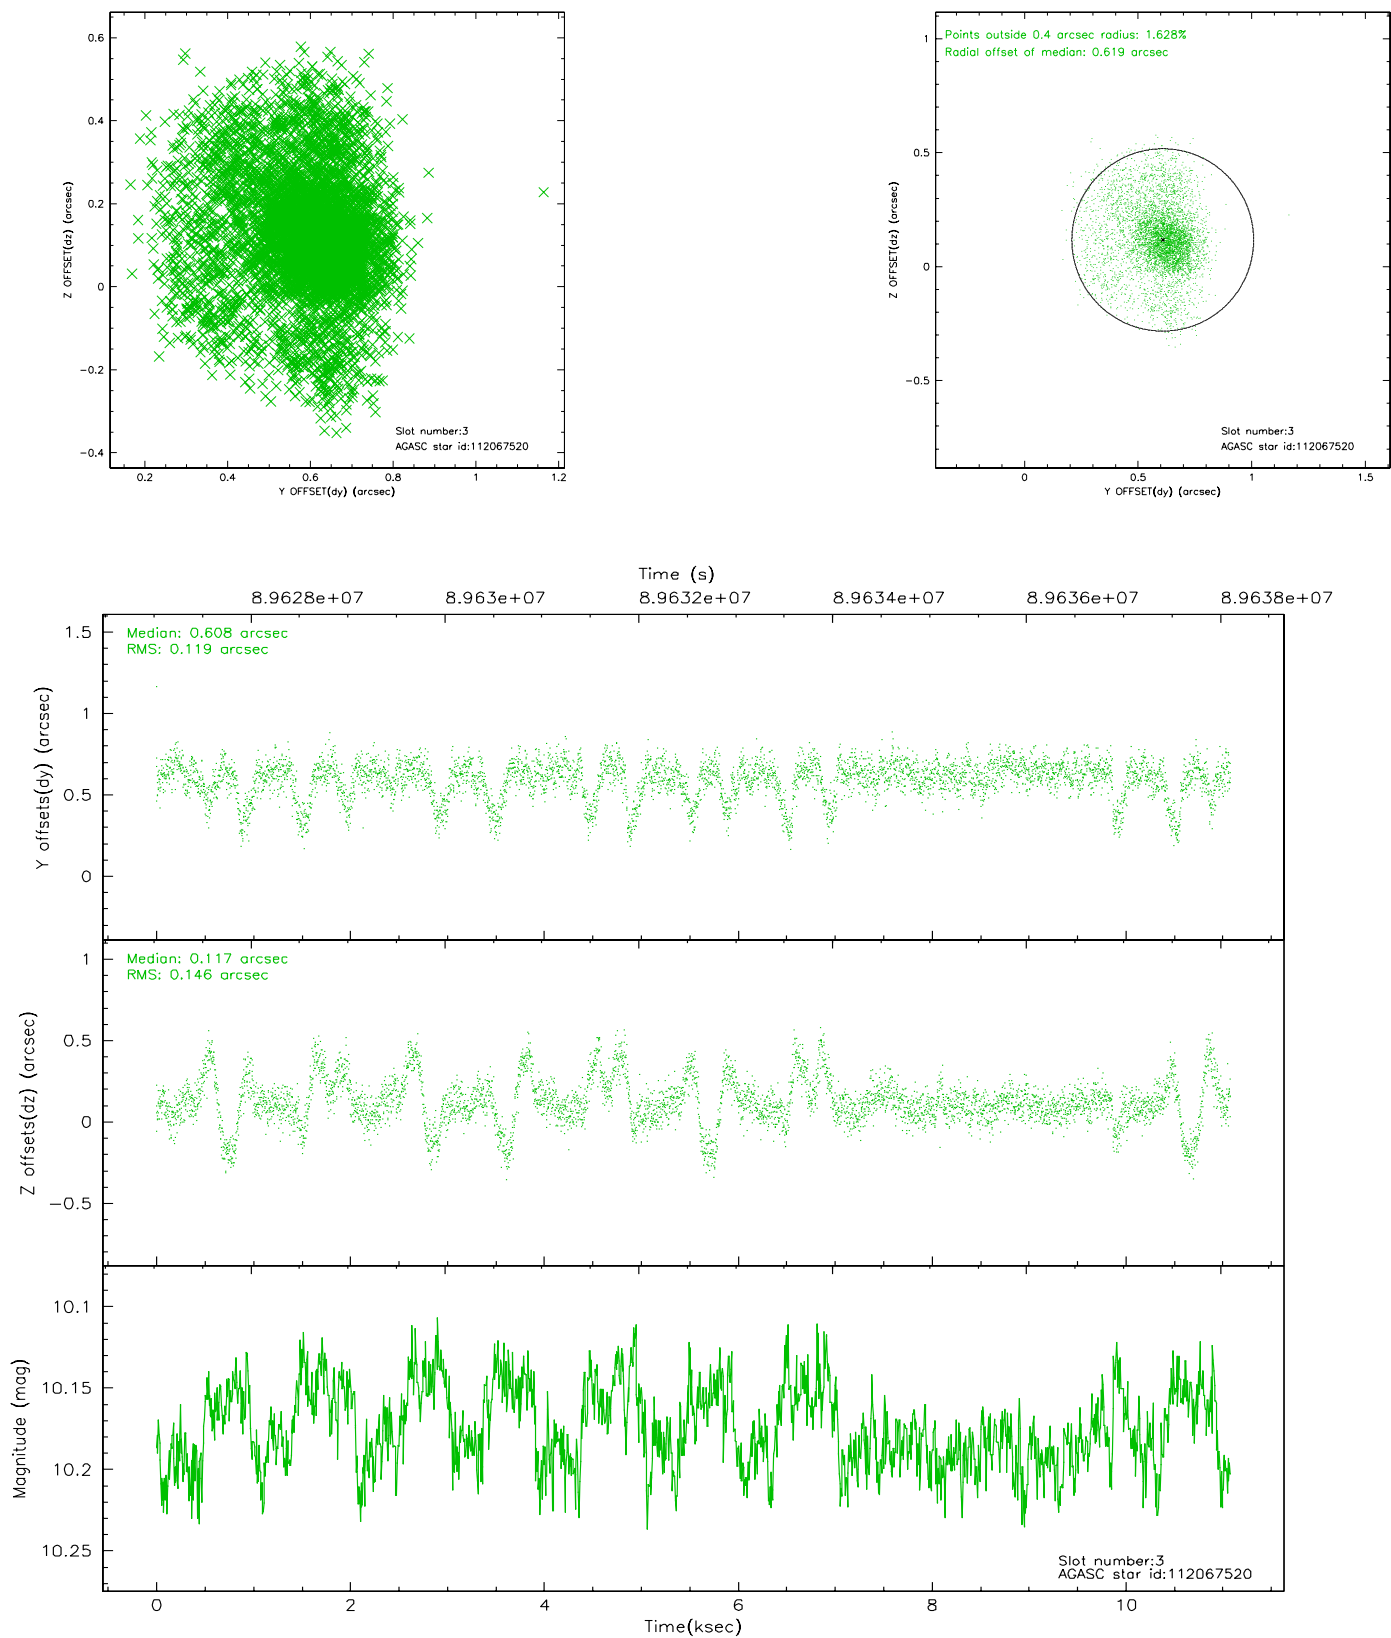 0.6
0.4
0.2
0
−0.2
−0.4
0.2
0.4
0.6
0.8
1
1.2
Z OFFSET(dz) (arcsec)
Y OFFSET(dy) (arcsec)
Slot number:3
AGASC star id:112067520
Points outside 0.4 arcsec radius: 1.628%
Radial offset of median: 0.619 arcsec
1
0.5
0
−0.5
0
0.5
1
1.5
Z OFFSET(dz) (arcsec)
Y OFFSET(dy) (arcsec)
Slot number:3
AGASC star id:112067520
Time (s)
8.9628e+07 8.963e+07 8.9632e+07 8.9634e+07 8.9636e+07 8.9638e+07
Median: 0.608 arcsec
RMS: 0.119 arcsec
1.5
1
0.5
0
Y offsets(dy) (arcsec)
Median: 0.117 arcsec
RMS: 0.146 arcsec
1
0.5
0
−0.5
Z offsets(dz) (arcsec)
10.1
10.15
10.2
10.25
Magnitude (mag)
Slot number:3
AGASC star id:112067520
0 2 4 6 8 10
Time(ksec)